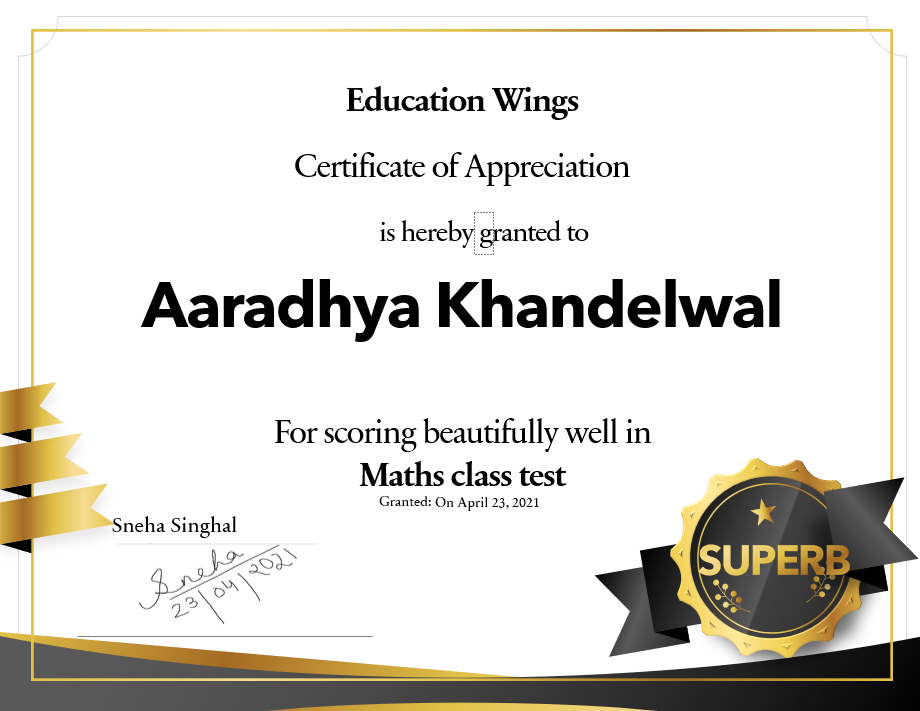 Education Wings
Certificate of Appreciation
is hereby granted to
Aaradhya Khandelwal
For scoring beautifully well in
Maths class test
Granted: On April 23, 2021
Sneha Singhal
Sneha
23/04/2021
SUPERB